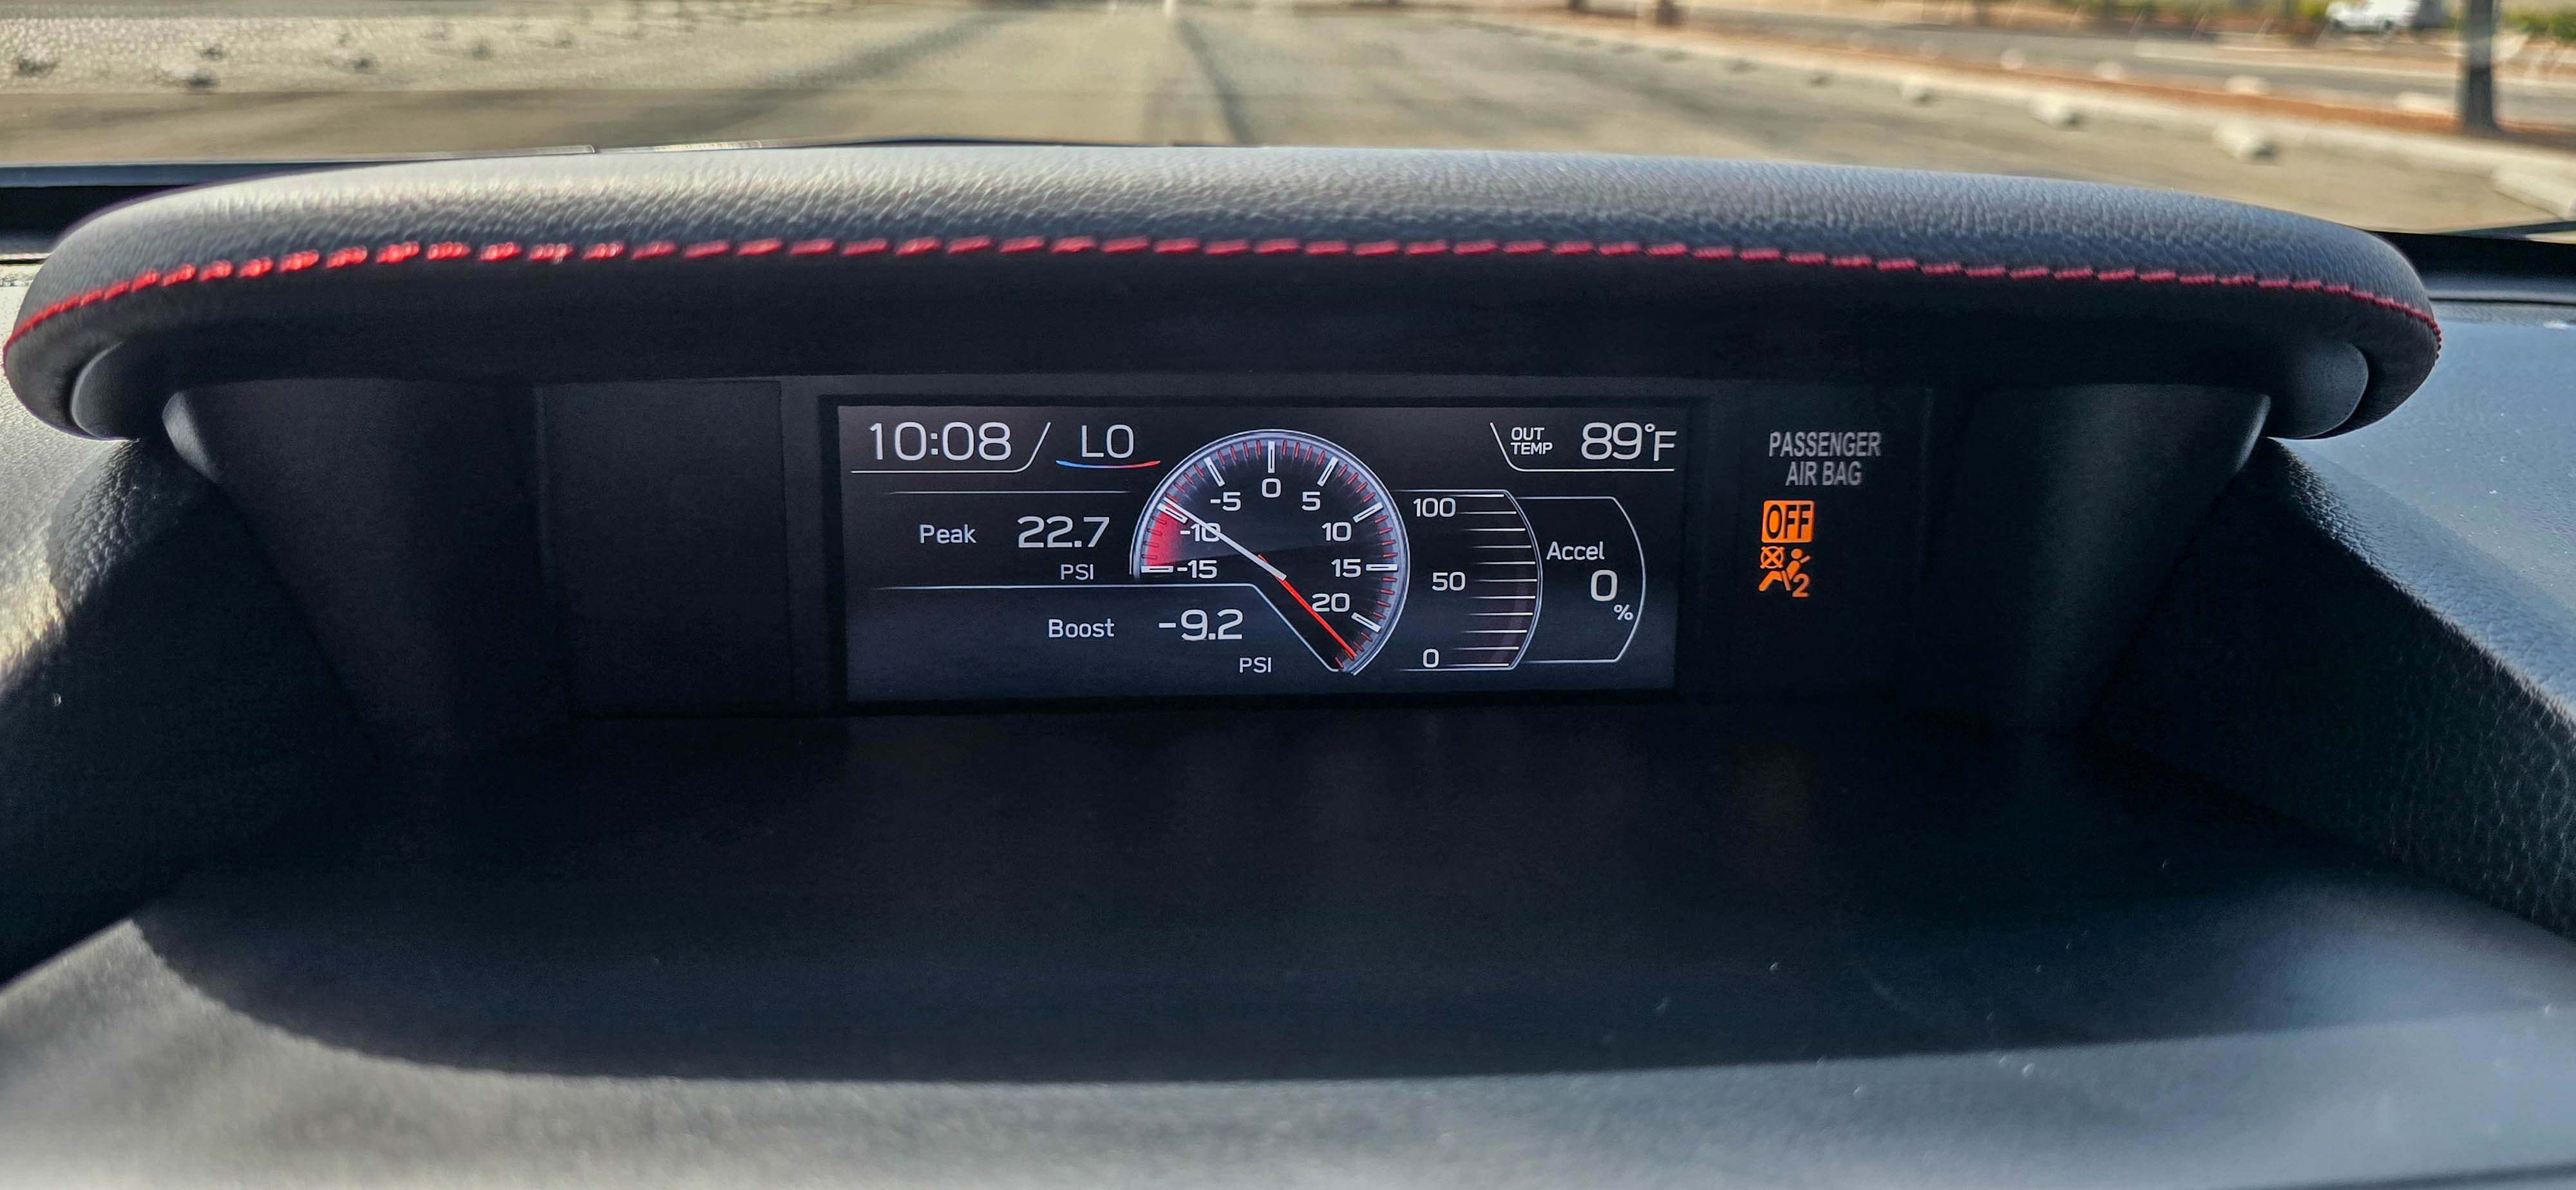 10:08 / LO
OUT
TEMP
89°F
Peak
22.7
PSI
Boost
-9.2
PSI
-15
-10
-5
0
5
10
15
20
100
50
0
Accel
0
%
PASSENGER
AIR BAG
OFF
2